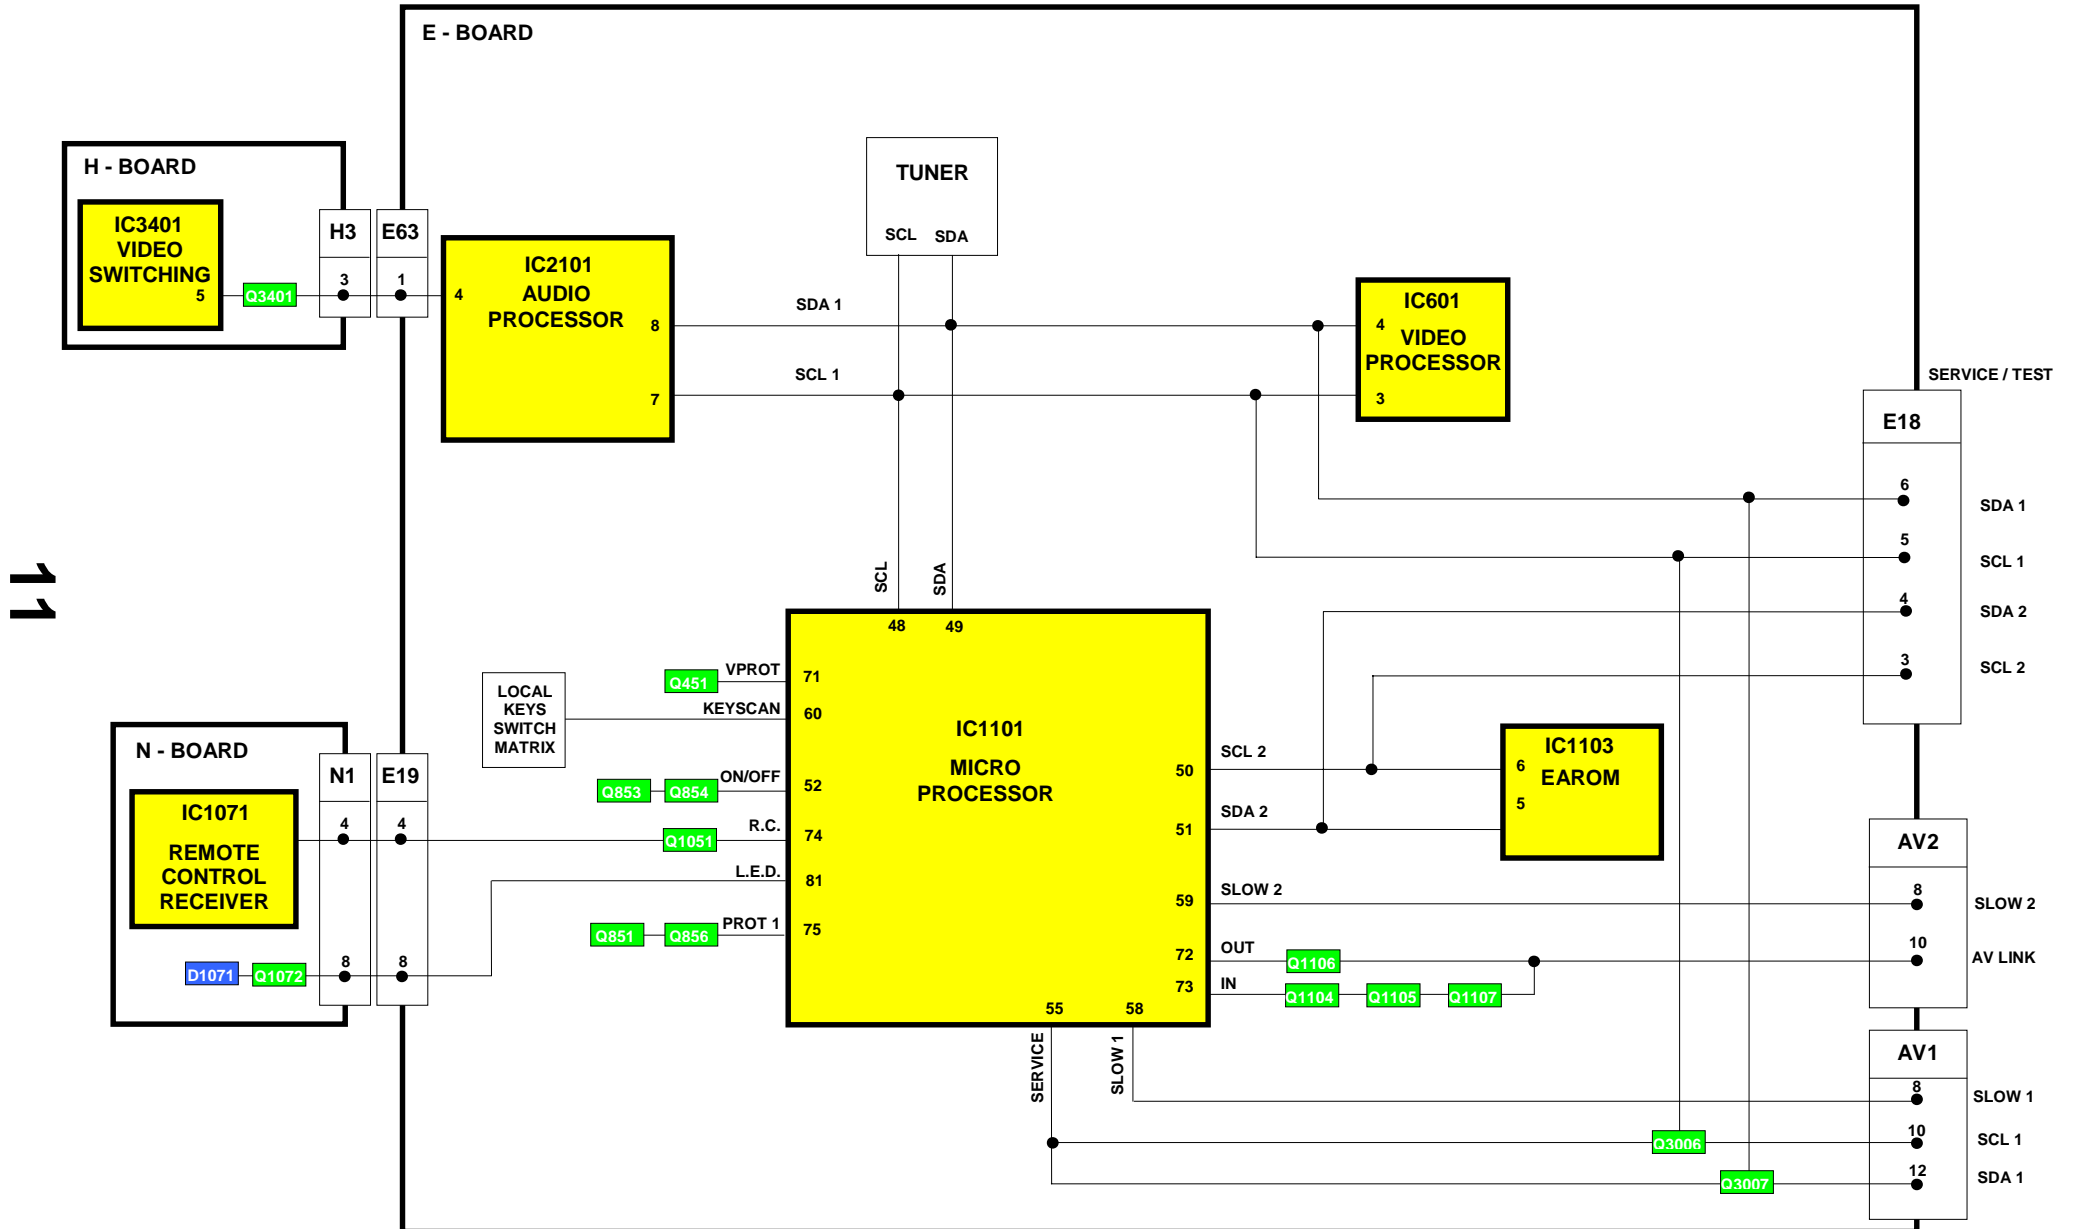 E - BOARD
H - BOARD
IC3401
VIDEO
SWITCHING
5
Q3401
H3
3
E63
1
IC2101
AUDIO
PROCESSOR
4
8
7
TUNER
SCL SDA
SDA 1
SCL 1
IC601
VIDEO
PROCESSOR
4
3
SERVICE / TEST
E18
6
SDA 1
5
SCL 1
4
SDA 2
3
SCL 2
11
SCL
SDA
48
49
IC1101
MICRO
PROCESSOR
VPROT
71
Q451
KEYSCAN
60
LOCAL
KEYS
SWITCH
MATRIX
ON/OFF
52
Q853
Q854
R.C.
74
Q1051
L.E.D.
81
PROT 1
75
Q851
Q856
N - BOARD
IC1071
REMOTE
CONTROL
RECEIVER
D1071
Q1072
N1
4
8
E19
4
8
50
SCL 2
51
SDA 2
IC1103
EAROM
6
5
59
SLOW 2
72
OUT
Q1106
73
IN
Q1104
Q1105
Q1107
55
58
SERVICE
SLOW 1
AV2
8
SLOW 2
10
AV LINK
AV1
8
SLOW 1
10
SCL 1
12
SDA 1
Q3006
Q3007